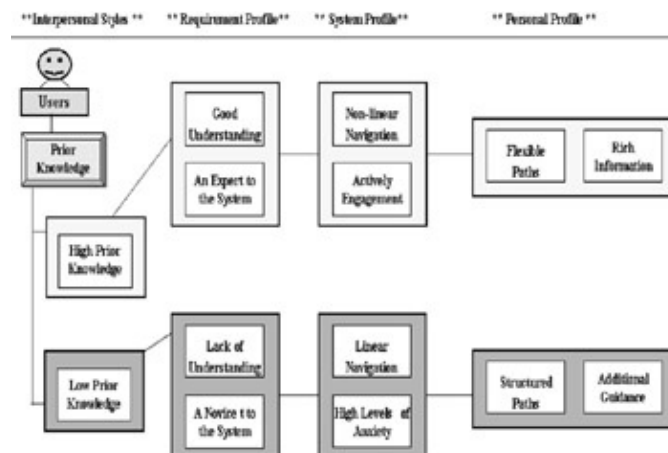 **Interpersonal Styles **
** Requirement Profile**
** System Profile**
** Personal Profile**
Users
Prior
Knowledge
High Prior
Knowledge
Low Prior
Knowledge
Good
Understanding
An Expert to
the System
Non-linear
Navigation
Actively
Engagement
Flexible
Paths
Rich
Information
Lack of
Understanding
A Novice t to
the System
Linear
Navigation
High Levels of
Anxiety
Structured
Paths
Additional
Guidance